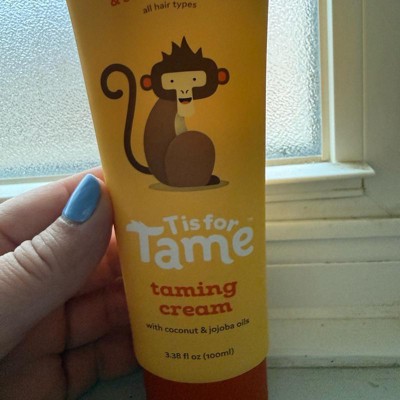 all hair types
T is for
Tame
taming
cream
with coconut & jojoba oils
3.38 fl oz (100ml)